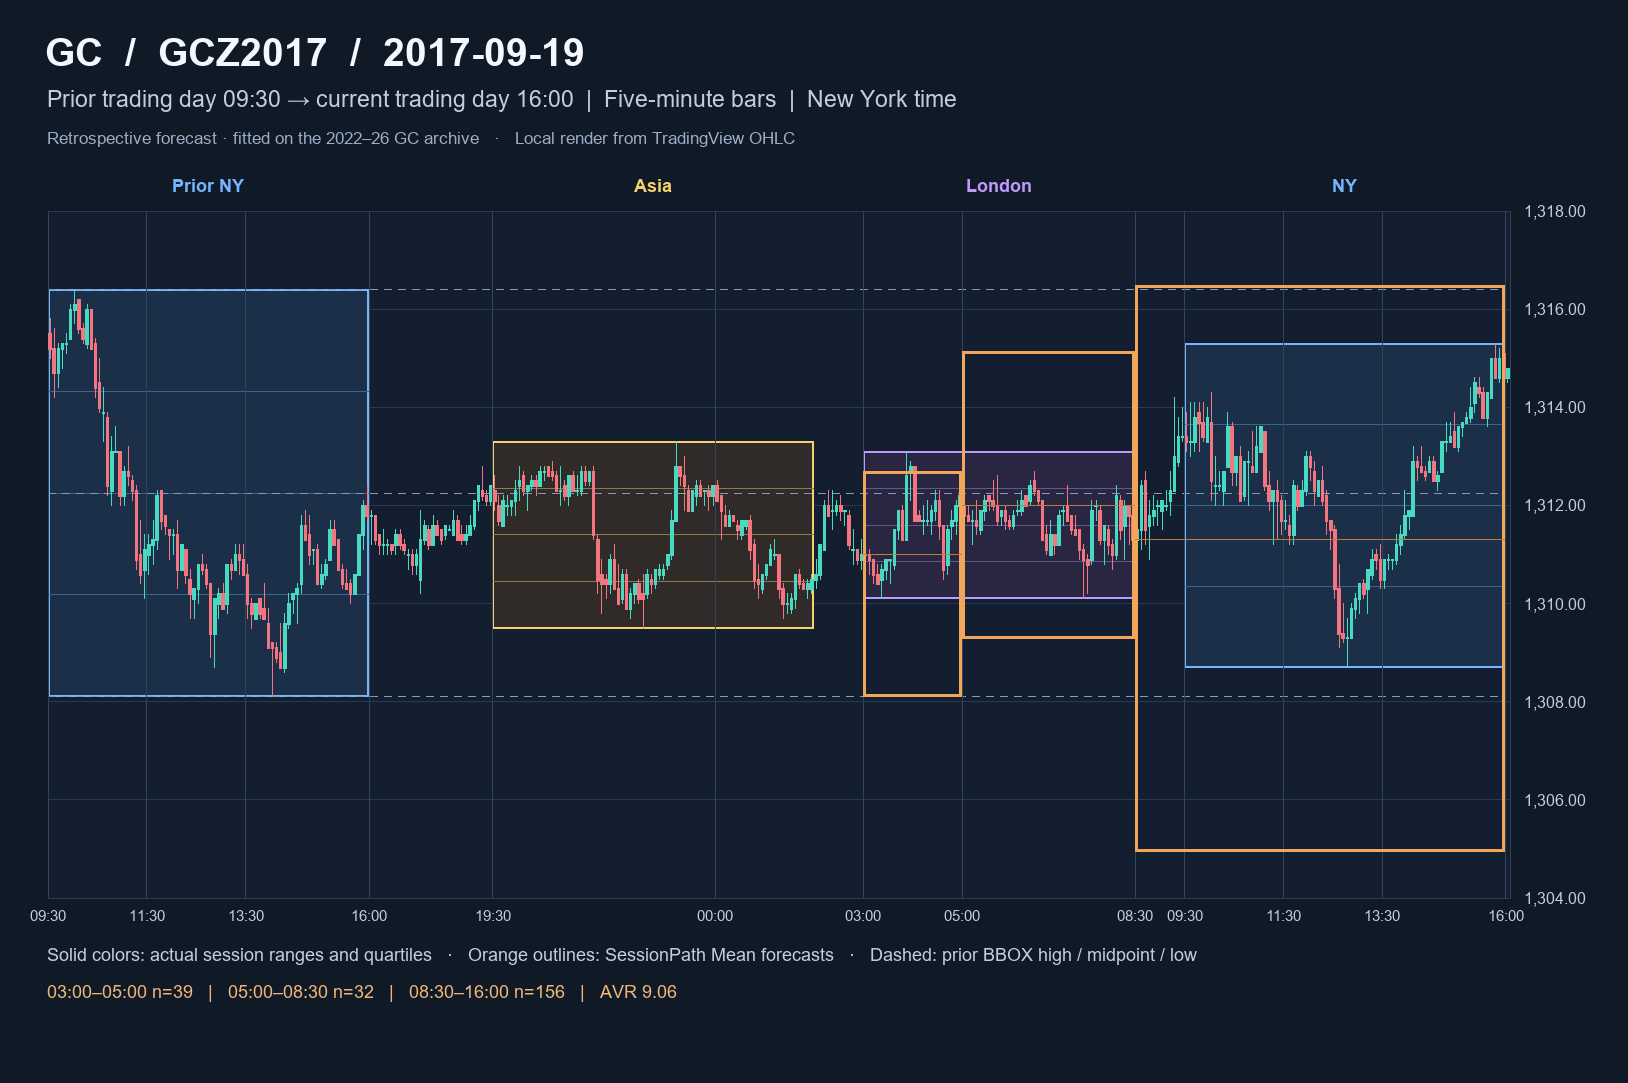 GC / GCZ2017 / 2017-09-19
Prior trading day 09:30 → current trading day 16:00 | Five-minute bars | New York time
Retrospective forecast · fitted on the 2022–26 GC archive · Local render from TradingView OHLC
Prior NY Asia London NY
1,318.00
1,316.00
1,314.00
1,312.00
1,310.00
1,308.00
1,306.00
1,304.00
09:30 11:30 13:30 16:00 19:30 00:00 03:00 05:00 08:30 09:30 11:30 13:30 16:00
Solid colors: actual session ranges and quartiles · Orange outlines: SessionPath Mean forecasts · Dashed: prior BBOX high / midpoint / low
03:00–05:00 n=39 | 05:00–08:30 n=32 | 08:30–16:00 n=156 | AVR 9.06